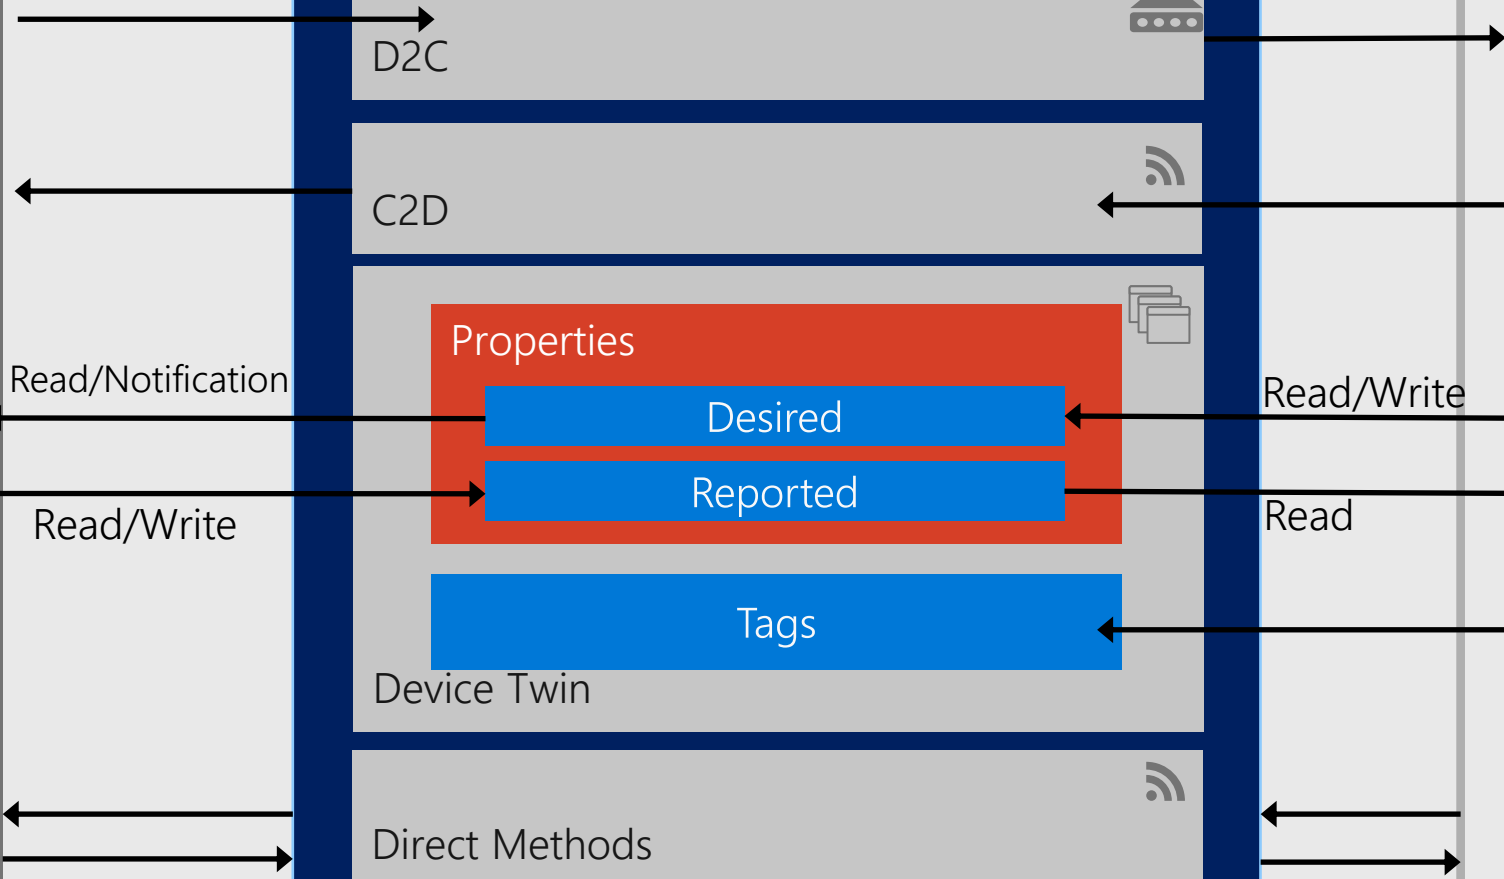 D2C
C2D
Properties
Read/Notification
Desired
Read/Write
Reported
Read/Write
Read
Tags
Device Twin
Direct Methods